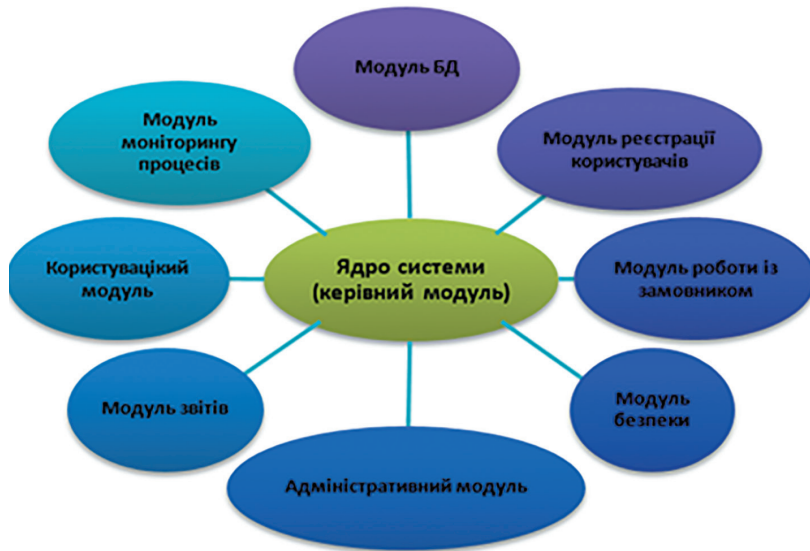 Модуль БД
Модуль
моніторингу
процесів
Модуль реєстрації
користувачів
Користувацікий
модуль
Ядро системи
(керівний модуль)
Модуль роботи із
замовником
Модуль звітів
Модуль
безпеки
Адміністративний модуль